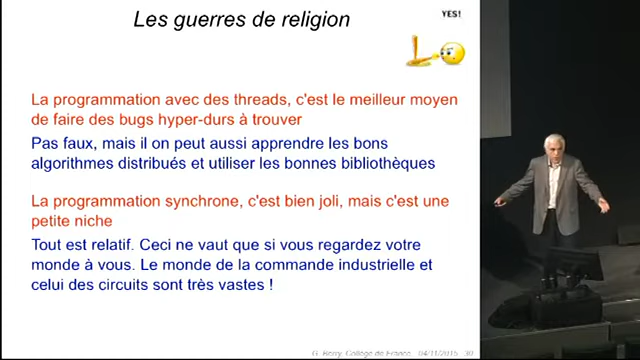 Les guerres de religion
YES!
La programmation avec des threads, c'est le meilleur moyen
de faire des bugs hyper-durs à trouver
Pas faux, mais il on peut aussi apprendre les bons
algorithmes distribués et utiliser les bonnes bibliothèques
La programmation synchrone, c'est bien joli, mais c'est une
petite niche
Tout est relatif. Ceci ne vaut que si vous regardez votre
monde à vous. Le monde de la commande industrielle et
celui des circuits sont très vastes !
G. Berry, Collège de France, 04/11/2015 30